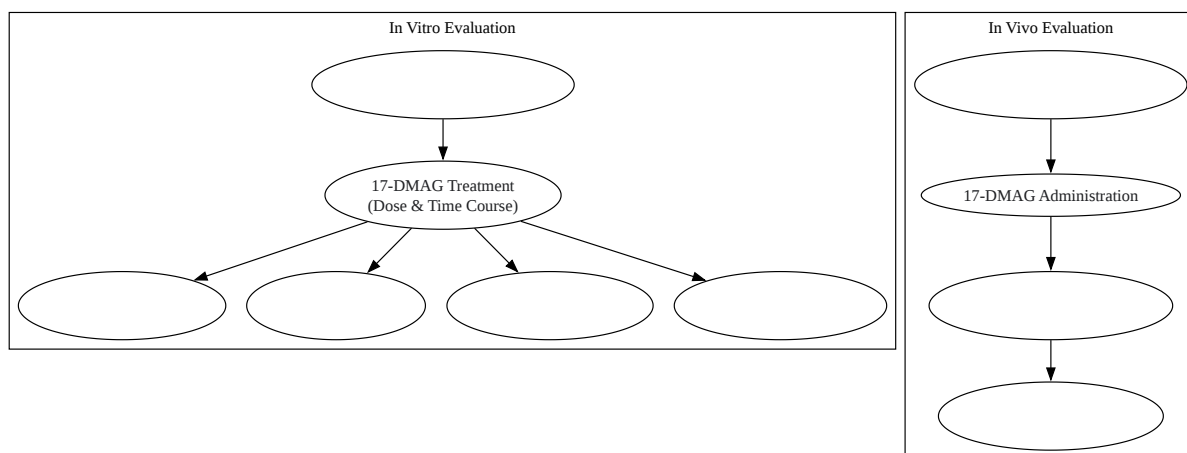 In Vitro Evaluation
17-DMAG Treatment
(Dose & Time Course)
In Vivo Evaluation
17-DMAG Administration